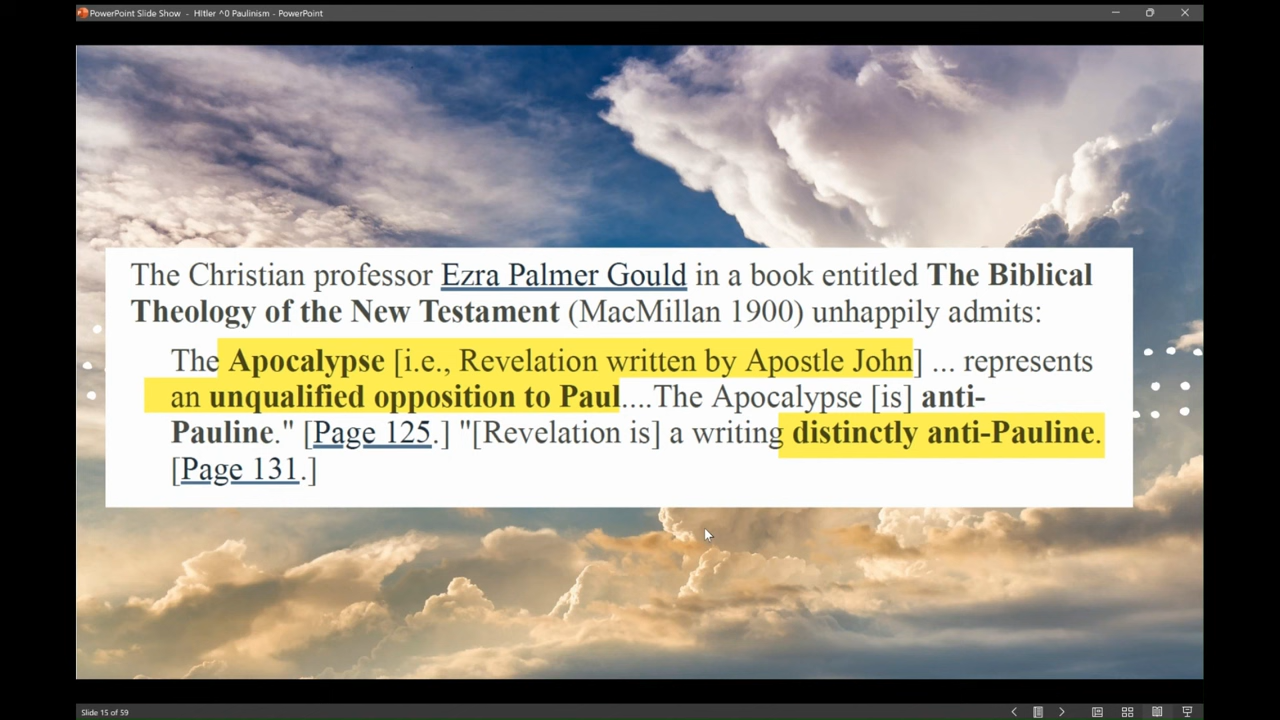 PowerPoint Slide Show - Hitler ^0 Paulinism - PowerPoint
The Christian professor Ezra Palmer Gould in a book entitled The Biblical
Theology of the New Testament (MacMillan 1900) unhappily admits:
The Apocalypse [i.e., Revelation written by Apostle John] ... represents
an unqualified opposition to Paul....The Apocalypse [is] anti-
Pauline." [Page 125.] "[Revelation is] a writing distinctly anti-Pauline.
[Page 131.]
Slide 15 of 59